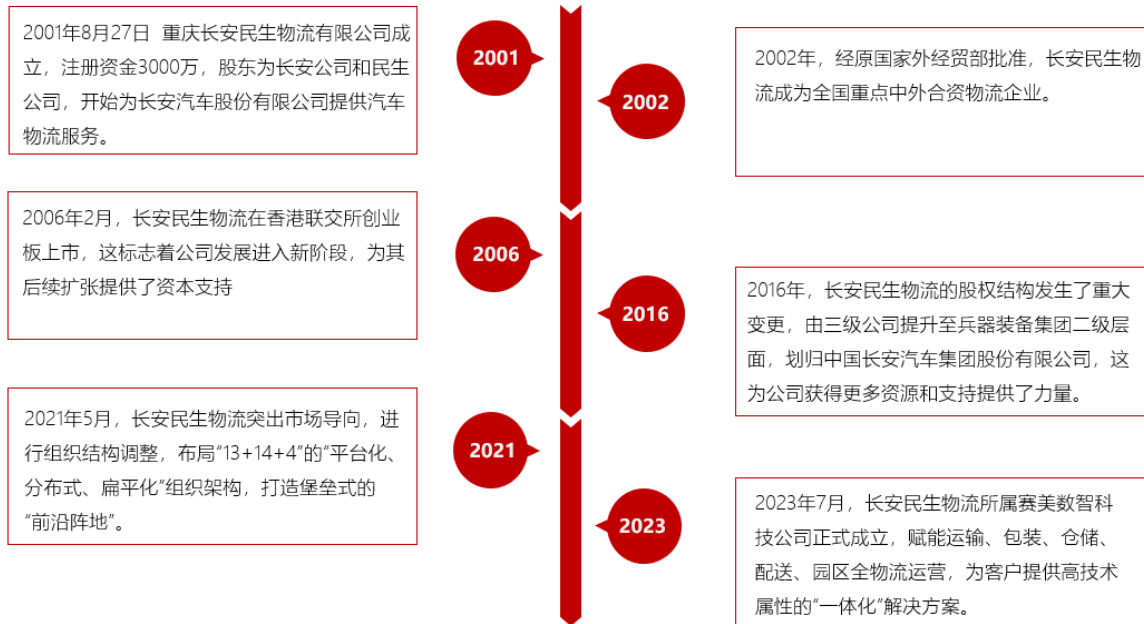 2001年8月27日 重庆长安民生物流有限公司成
立，注册资金3000万，股东为长安公司和民生
公司，开始为长安汽车股份有限公司提供汽车
物流服务。
2001
2002
2002年，经原国家外经贸部批准，长安民生物
流成为全国重点中外合资物流企业。
2006年2月，长安民生物流在香港联交所创业
板上市，这标志着公司发展进入新阶段，为其
后续扩张提供了资本支持
2006
2016
2016年，长安民生物流的股权结构发生了重大
变更，由三级公司提升至兵器装备集团二级层
面，划归中国长安汽车集团股份有限公司，这
为公司获得更多资源和支持提供了力量。
2021年5月，长安民生物流突出市场导向，进
行组织结构调整，布局“13+14+4”的“平台化、
分布式、扁平化”组织架构，打造堡垒式的
“前沿阵地”。
2021
2023
2023年7月，长安民生物流所属赛美数智科
技公司正式成立，赋能运输、包装、仓储、
配送、园区全物流运营，为客户提供高技术
属性的“一体化”解决方案。